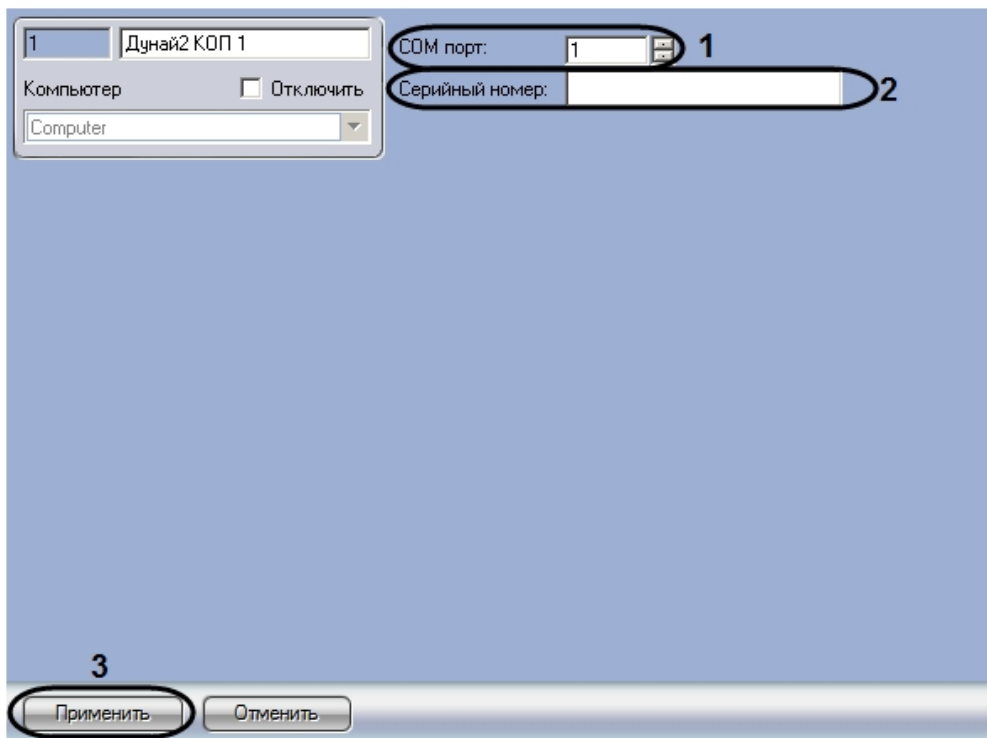 1 Дунай2 КОП 1
COM порт: 1 1
Компьютер Отключить
Серийный номер: 2
Computer
3
Применить Отменить